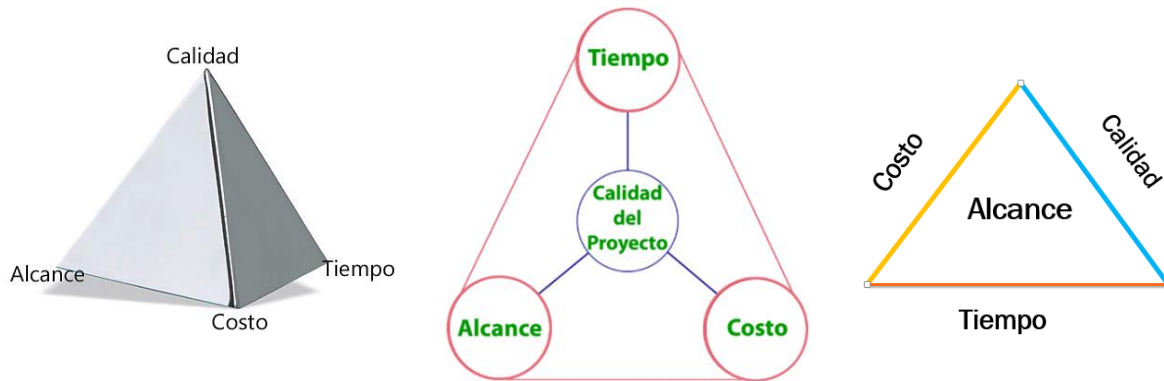 Calidad
Alcance
Tiempo
Costo
Tiempo
Calidad
del
Proyecto
Alcance
Costo
Costo
Calidad
Alcance
Tiempo